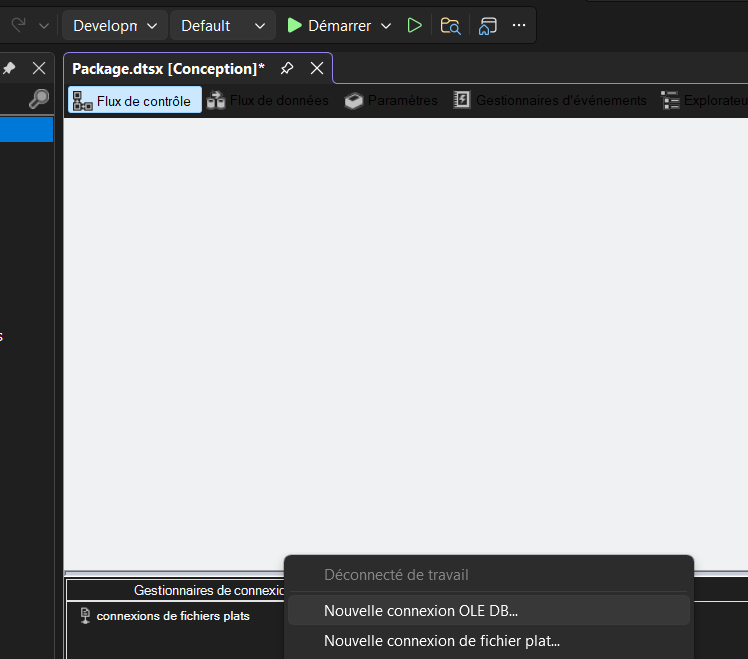 Developn Default Démarrer
Package.dtsx [Conception]*
Flux de contrôle Flux de données Paramètres Gestionnaires d'événements Explorateu
s
Gestionnaires de connexic
connexions de fichiers plats
Déconnecté de travail
Nouvelle connexion OLE DB...
Nouvelle connexion de fichier plat...